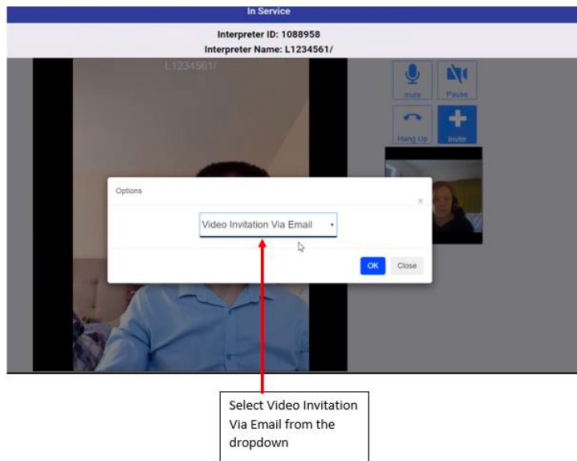 In Service
Interpreter ID: 1088958
Interpreter Name: L1234561/
L1234561/
mute Pause
Hang Up Invite
Options
×
Video Invitation Via Email
OK Close
Select Video Invitation
Via Email from the
dropdown